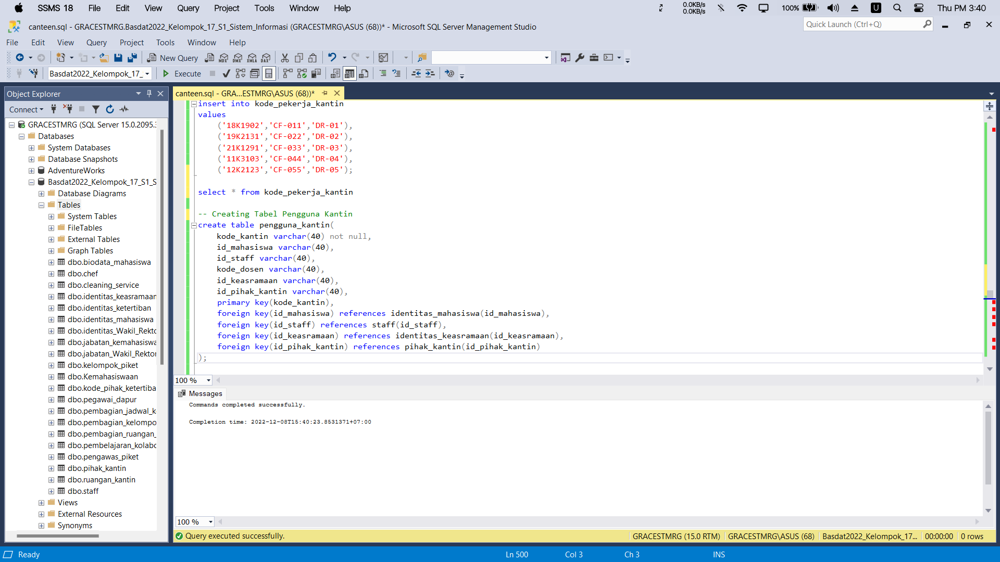 SSMS 18 File Edit View Query Project Tools Window Help
0.0KB/s
0.0KB/s
100%
U
Thu PM 3:40
canteen.sql - GRACESTMRG.Basdat2022_Kelompok_17_S1_Sistem_Informasi (GRACESTMRG\ASUS (68))* - Microsoft SQL Server Management Studio
Quick Launch (Ctrl+Q)
File Edit View Query Project Tools Window Help
New Query
MDX DMX XMLA DAX
Basdat2022_Kelompok_17_
Execute
Object Explorer
Connect
GRACESTMRG (SQL Server 15.0.2095.3
Databases
System Databases
Database Snapshots
AdventureWorks
Basdat2022_Kelompok_17_S1_S
Database Diagrams
Tables
System Tables
FileTables
External Tables
Graph Tables
dbo.biodata_mahasiswa
dbo.chef
dbo.cleaning_service
dbo.identitas_keasramaan
dbo.identitas_ketertiban
dbo.identitas_mahasiswa
dbo.identitas_Wakil_Rekto
dbo.jabatan_kemahasiswa
dbo.jabatan_Wakil_Rektor
dbo.kelompok_piket
dbo.Kemahasiswaan
dbo.kode_pihak_ketertiba
dbo.pegawai_dapur
dbo.pembagian_jadwal_k
dbo.pembagian_kelompo
dbo.pembagian_ruangan_
dbo.pembelajaran_kolabo
dbo.pengawas_piket
dbo.pihak_kantin
dbo.ruangan_kantin
dbo.staff
Views
External Resources
Synonyms
canteen.sql - GRA...ESTMRG\ASUS (68))*
insert into kode_pekerja_kantin
values
('18K1902','CF-011','DR-01'),
('19K2131','CF-022','DR-02'),
('21K1291','CF-033','DR-03'),
('11K3103','CF-044','DR-04'),
('12K2123','CF-055','DR-05');
select * from kode_pekerja_kantin
-- Creating Tabel Pengguna Kantin
create table pengguna_kantin(
kode_kantin varchar(40) not null,
id_mahasiswa varchar(40),
id_staff varchar(40),
kode_dosen varchar(40),
id_keasramaan varchar(40),
id_pihak_kantin varchar(40),
primary key(kode_kantin),
foreign key(id_mahasiswa) references identitas_mahasiswa(id_mahasiswa),
foreign key(id_staff) references staff(id_staff),
foreign key(id_keasramaan) references identitas_keasramaan(id_keasramaan),
foreign key(id_pihak_kantin) references pihak_kantin(id_pihak_kantin)
);
100 %
Messages
Commands completed successfully.
Completion time: 2022-12-08T15:40:23.8531371+07:00
100 %
Query executed successfully.
GRACESTMRG (15.0 RTM) GRACESTMRG\ASUS (68) Basdat2022_Kelompok_17... 00:00:00 0 rows
Ready
Ln 500 Col 3 Ch 3 INS